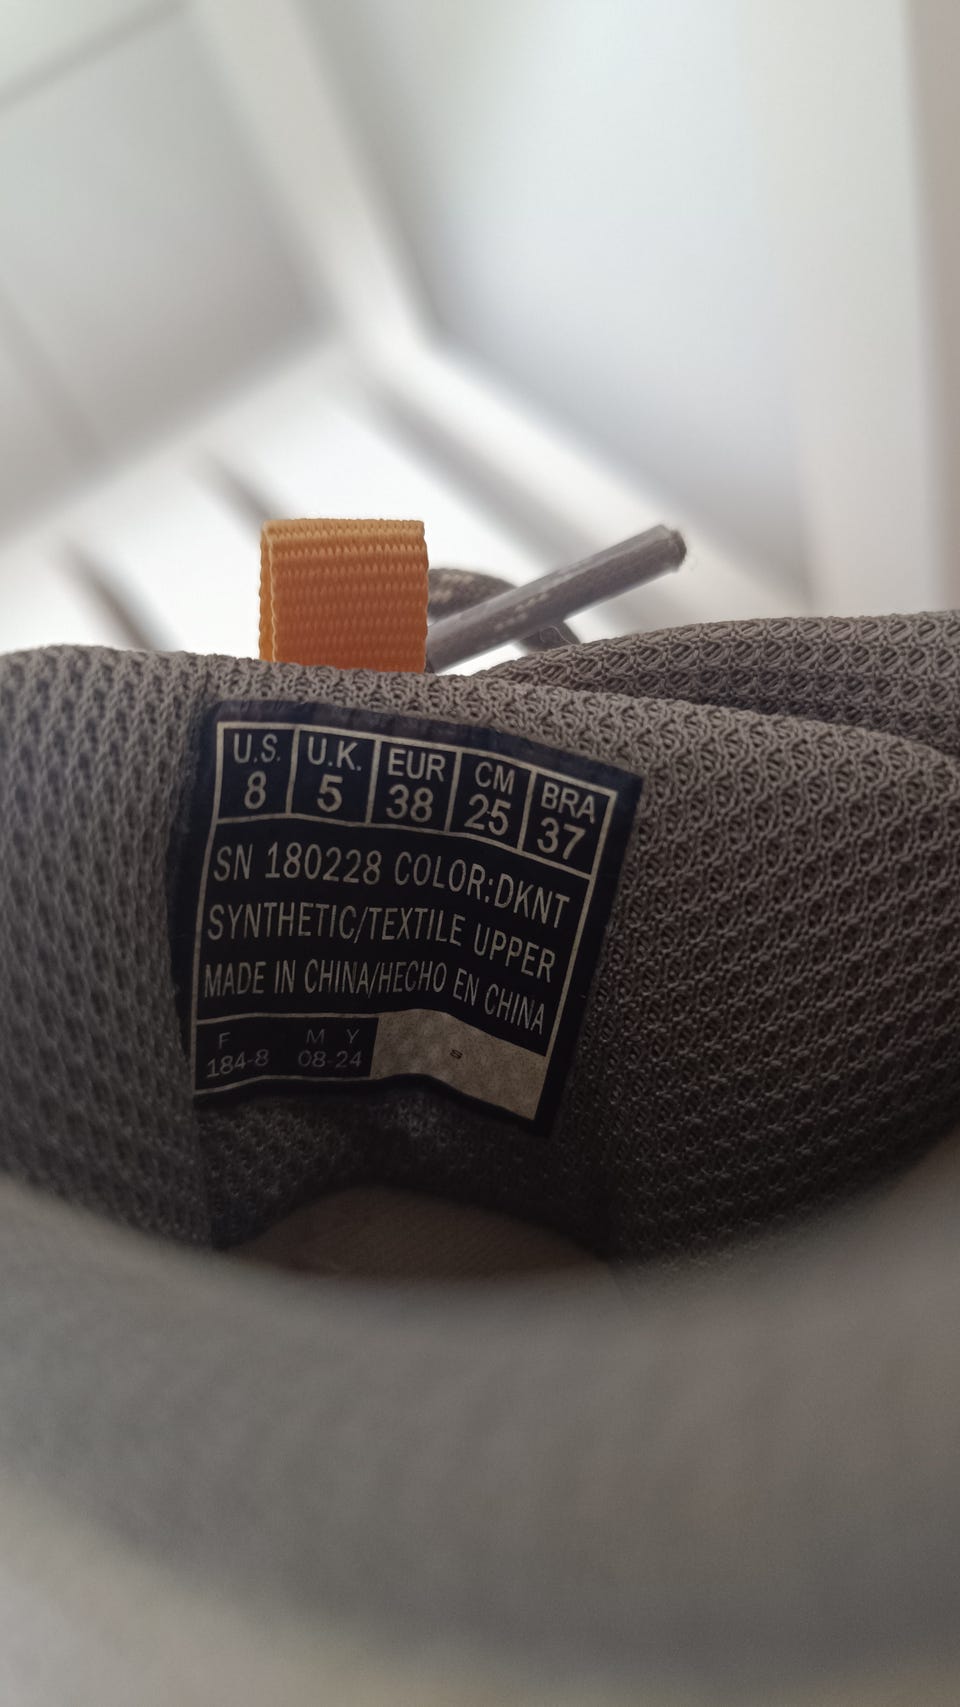 U.S. U.K. EUR CM BRA
8 5 38 25 37
SN 180228 COLOR:DKNT
SYNTHETIC/TEXTILE UPPER
MADE IN CHINA/HECHO EN CHINA
F M Y
184-8 08-24
S